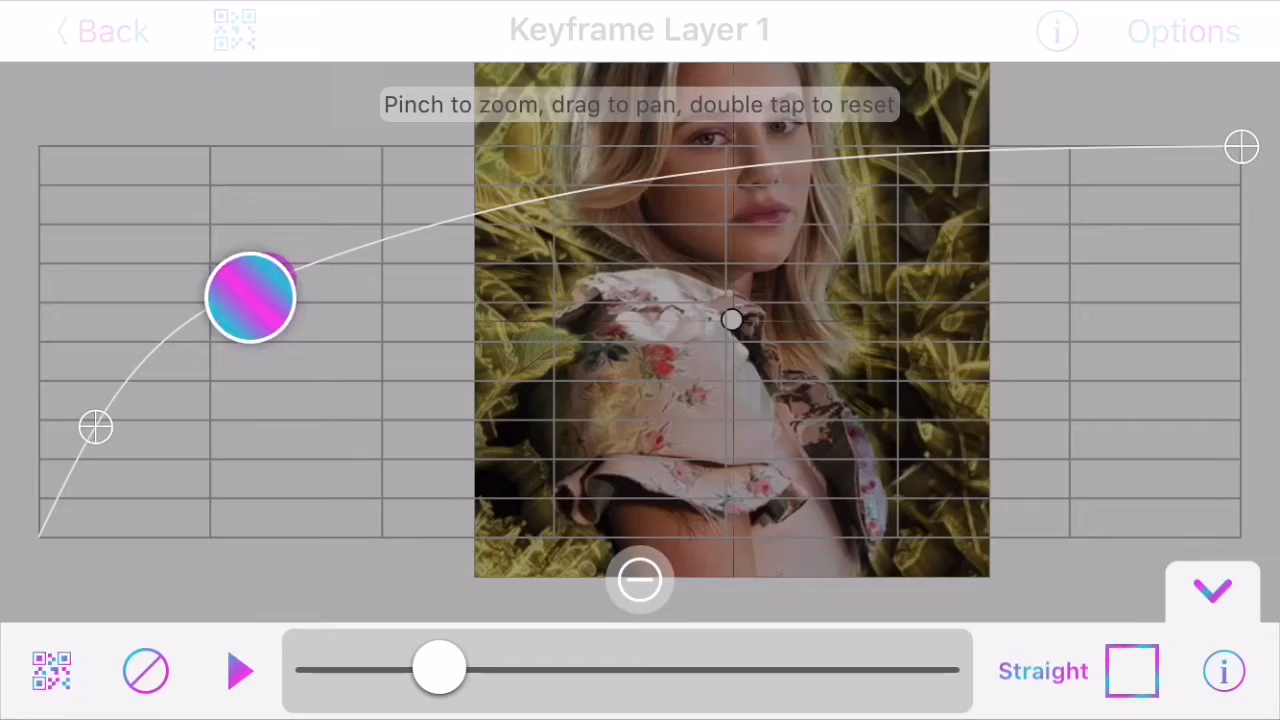 Back
Keyframe Layer 1
Options
Pinch to zoom, drag to pan, double tap to reset
Straight